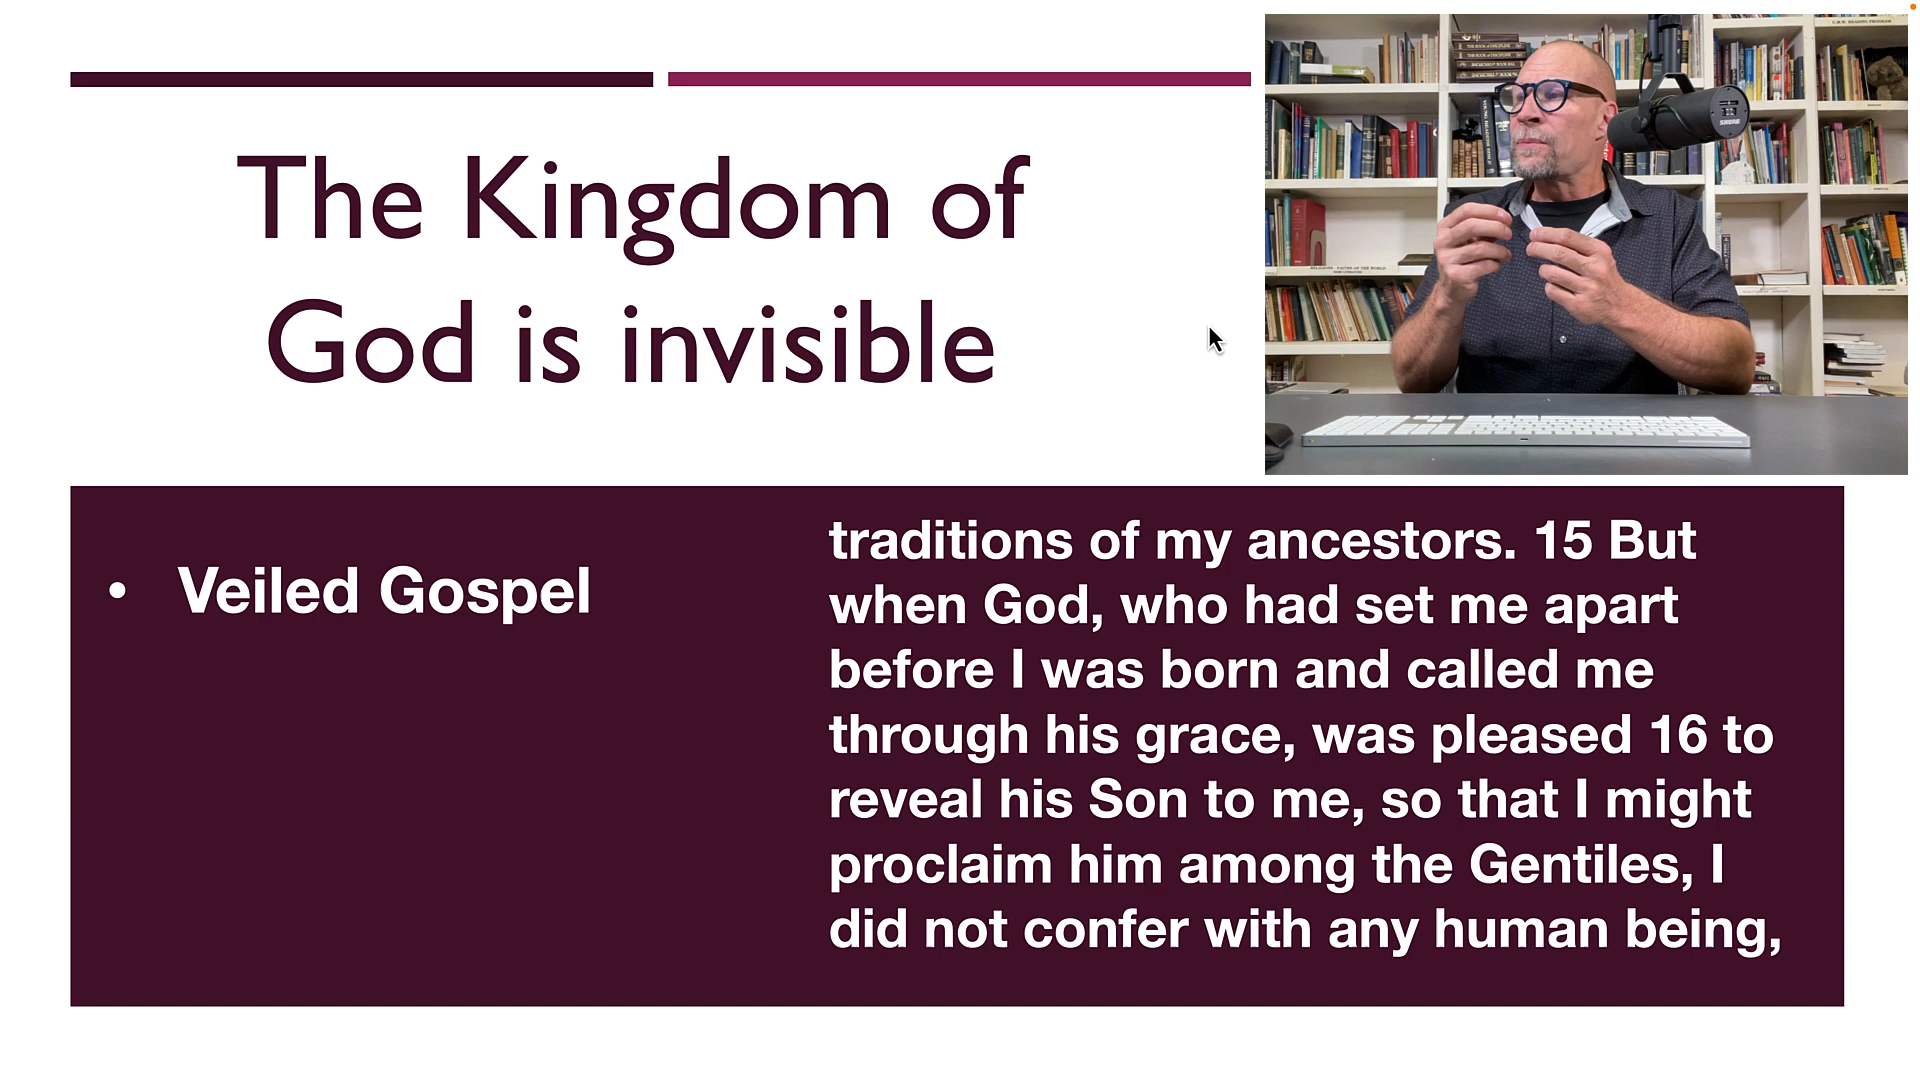 The Kingdom of
God is invisible
• Veiled Gospel
traditions of my ancestors. 15 But
when God, who had set me apart
before I was born and called me
through his grace, was pleased 16 to
reveal his Son to me, so that I might
proclaim him among the Gentiles, I
did not confer with any human being,
SHURE